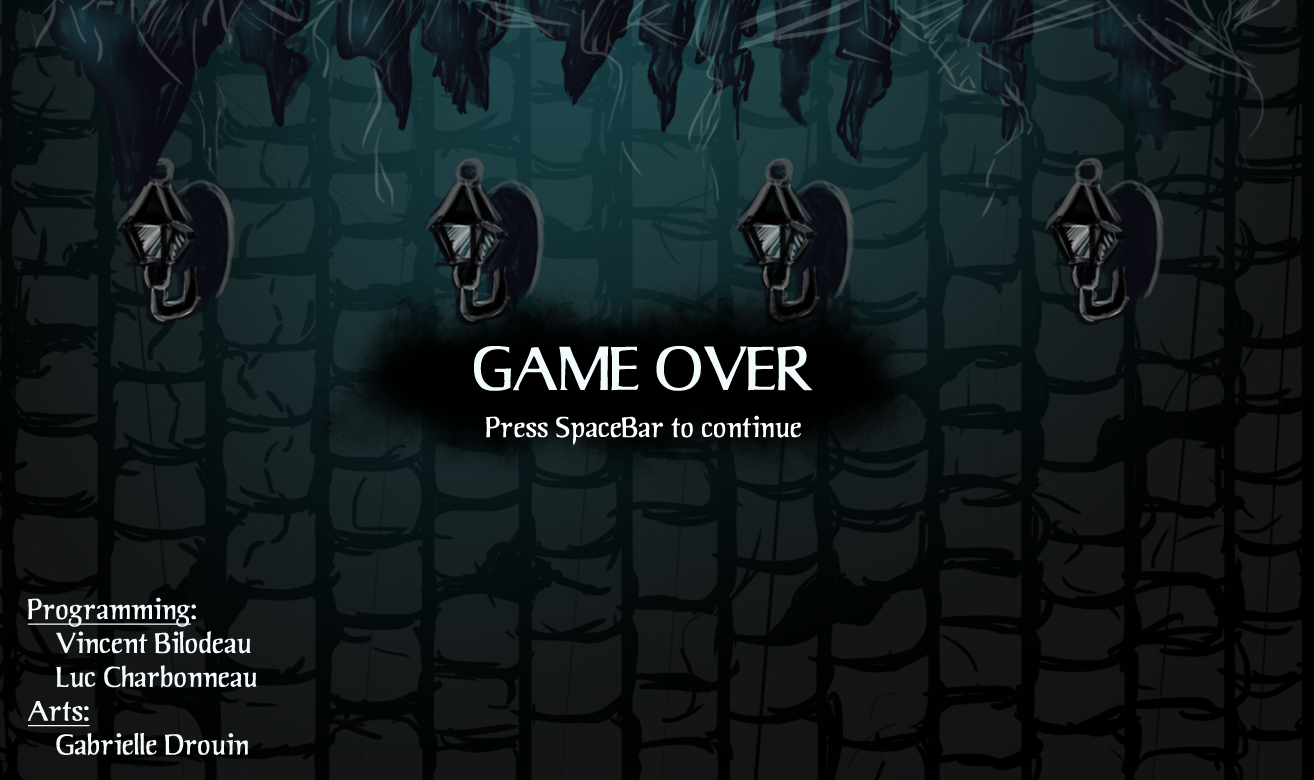 GAME OVER
Press SpaceBar to continue
Programming:
Vincent Bilodeau
Luc Charbonneau
Arts:
Gabrielle Drouin